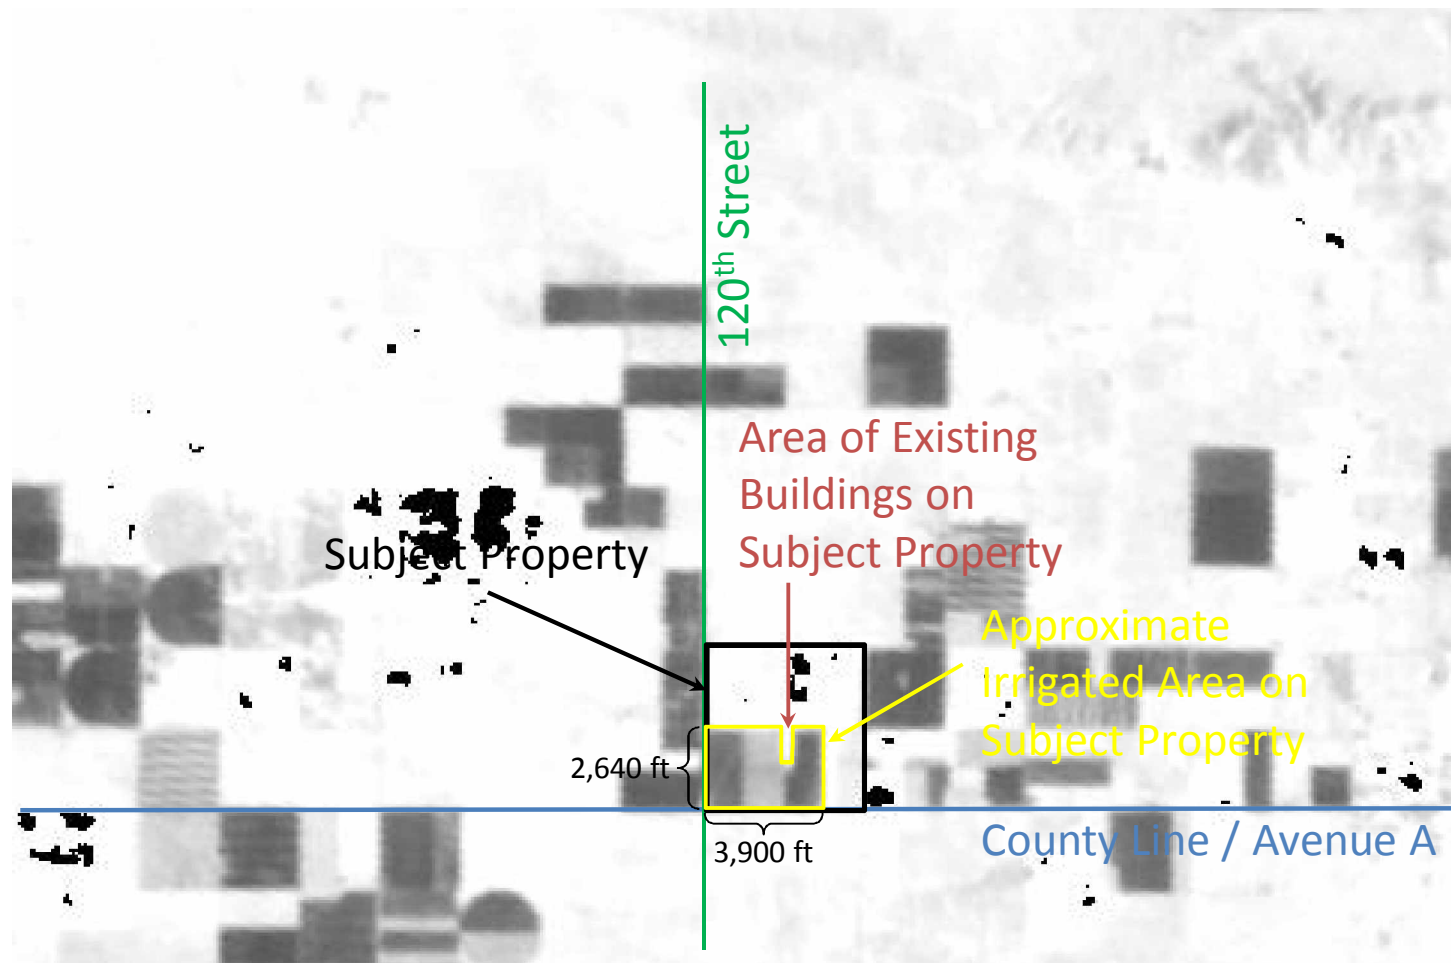 120th Street
Area of Existing
Buildings on
Subject Property
Subject Property
Approximate
Irrigated Area on
Subject Property
2,640 ft
3,900 ft
County Line / Avenue A